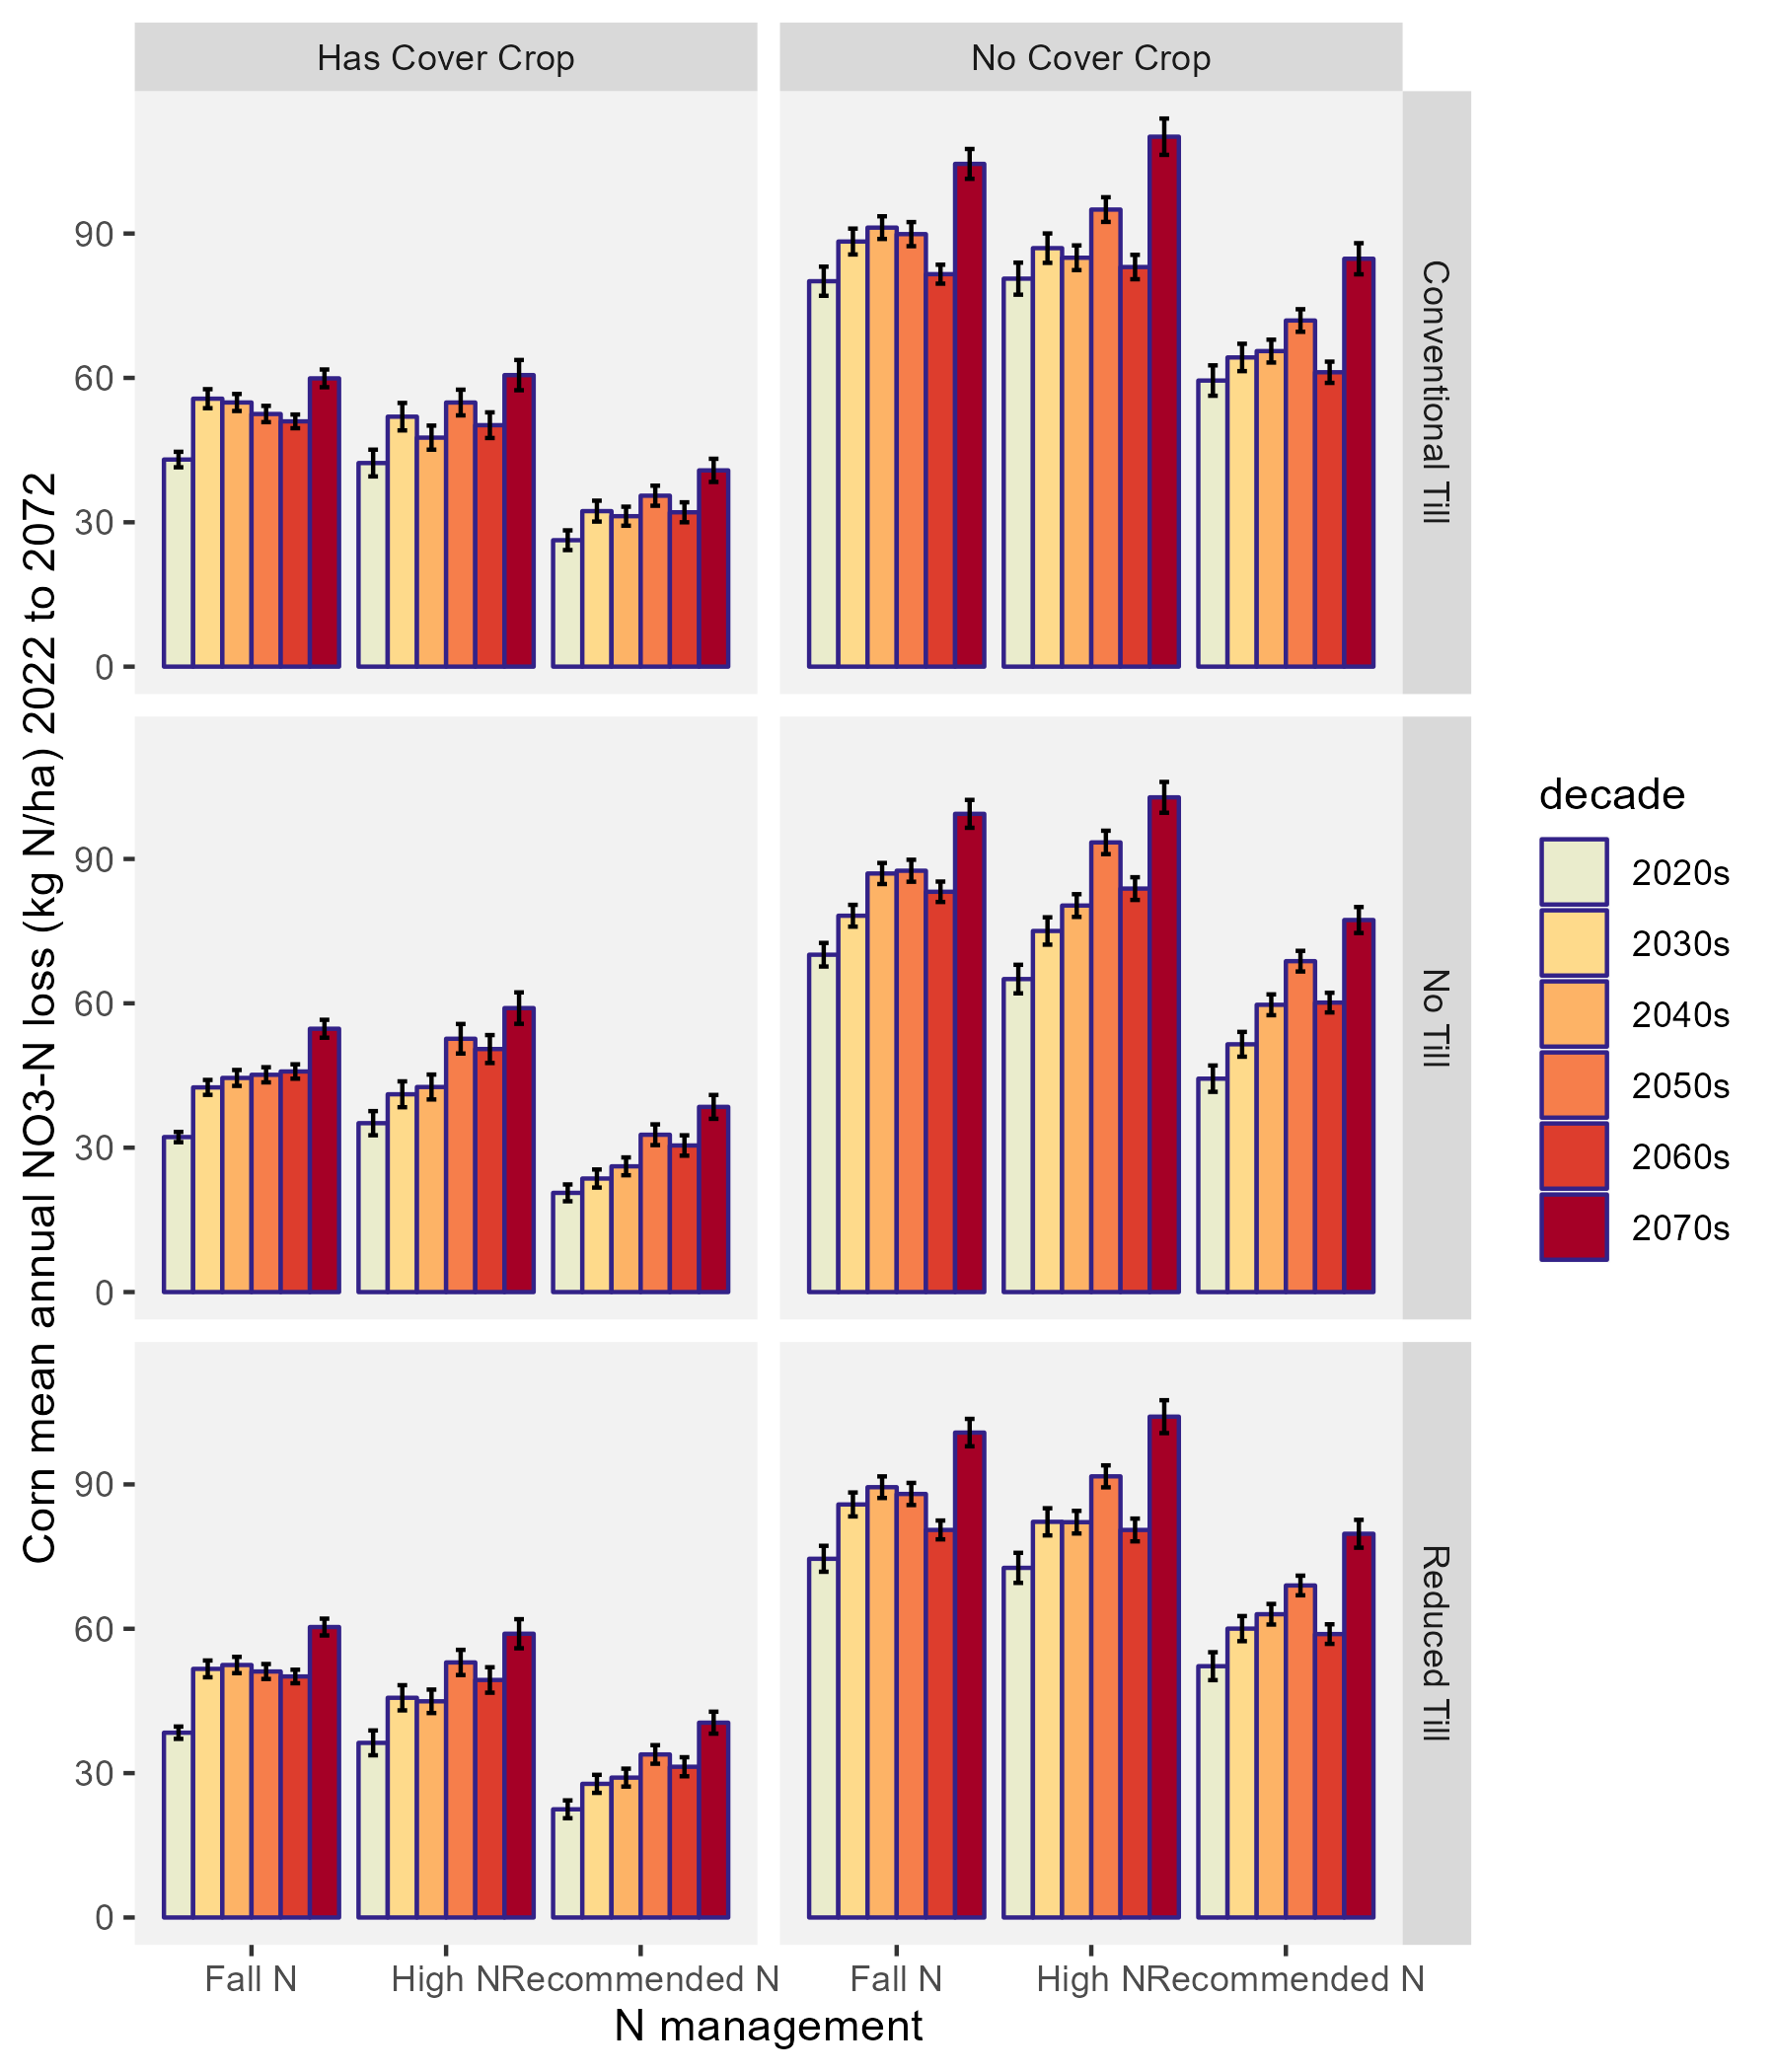 Has Cover Crop
No Cover Crop
Corn mean annual NO3-N loss (kg N/ha) 2022 to 2072
90
60
30
0
Conventional Till
90
60
30
0
No Till
90
60
30
0
Reduced Till
Fall N
High N
Recommended N
Fall N
High N
Recommended N
N management
decade
2020s
2030s
2040s
2050s
2060s
2070s